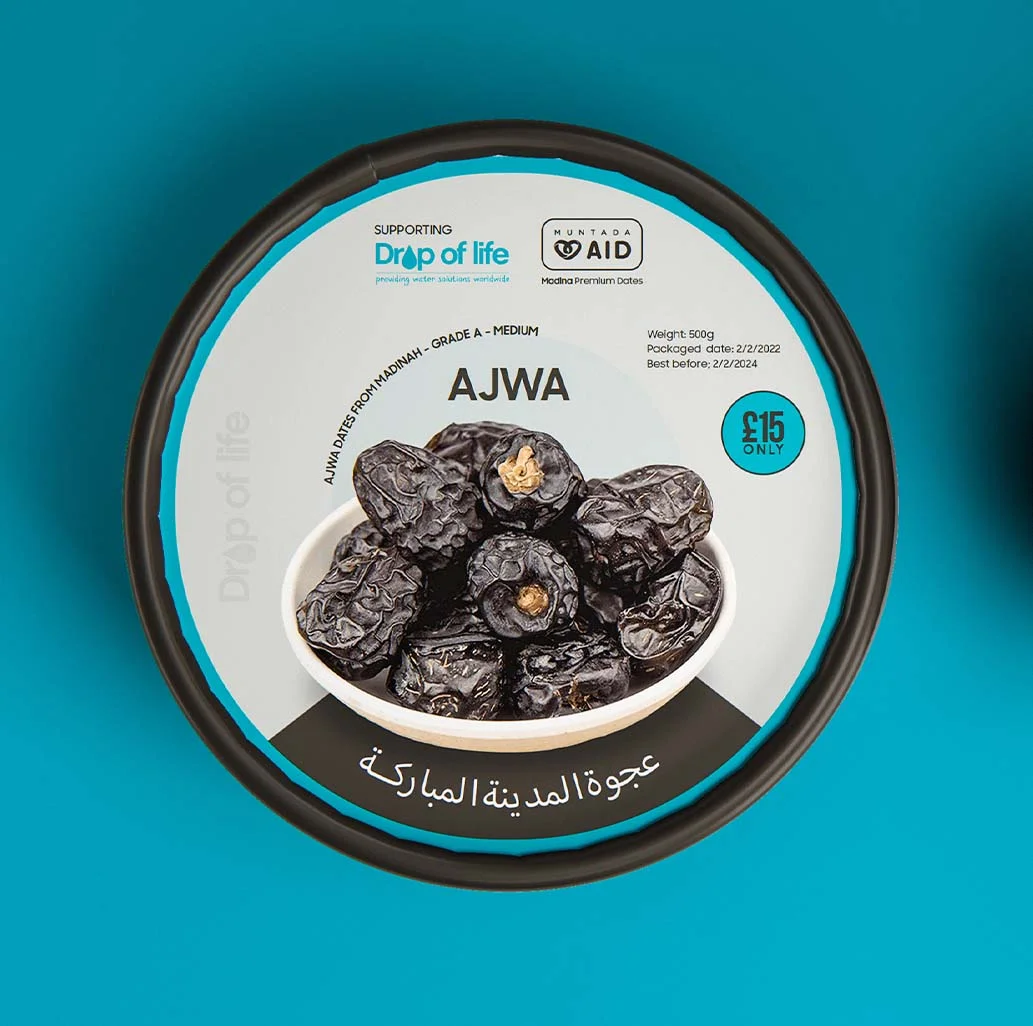 SUPPORTING
Drop of life
providing water solutions worldwide
MUNTADA
AID
Madina Premium Dates
AJWA DATES FROM MADINAH - GRADE A - MEDIUM
AJWA
Weight: 500g
Packaged date: 2/2/2022
Best before; 2/2/2024
£15
ONLY
Drop of life
عجوة المدينة المباركـة